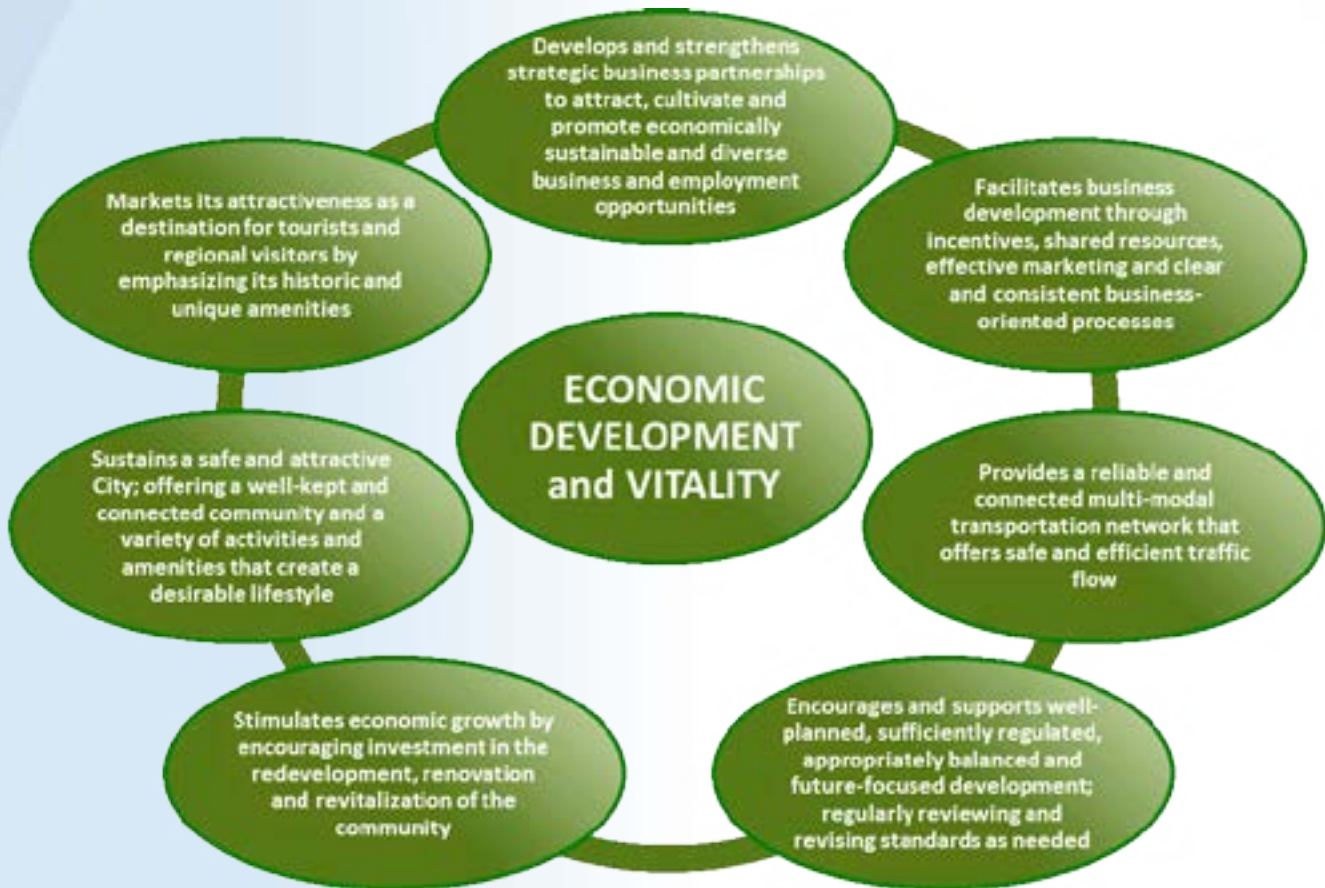 Develops and strengthens
strategic business partnerships
to attract, cultivate and
promote economically
sustainable and diverse
business and employment
opportunities
Facilitates business
development through
incentives, shared resources,
effective marketing and clear
and consistent business-
oriented processes
Provides a reliable and
connected multi-modal
transportation network that
offers safe and efficient traffic
flow
Encourages and supports well-
planned, sufficiently regulated,
appropriately balanced and
future-focused development;
regularly reviewing and
revising standards as needed
Stimulates economic growth by
encouraging investment in the
redevelopment, renovation
and revitalization of the
community
Sustains a safe and attractive
City; offering a well-kept and
connected community and a
variety of activities and
amenities that create a
desirable lifestyle
Markets its attractiveness as a
destination for tourists and
regional visitors by
emphasizing its historic and
unique amenities
ECONOMIC
DEVELOPMENT
and VITALITY